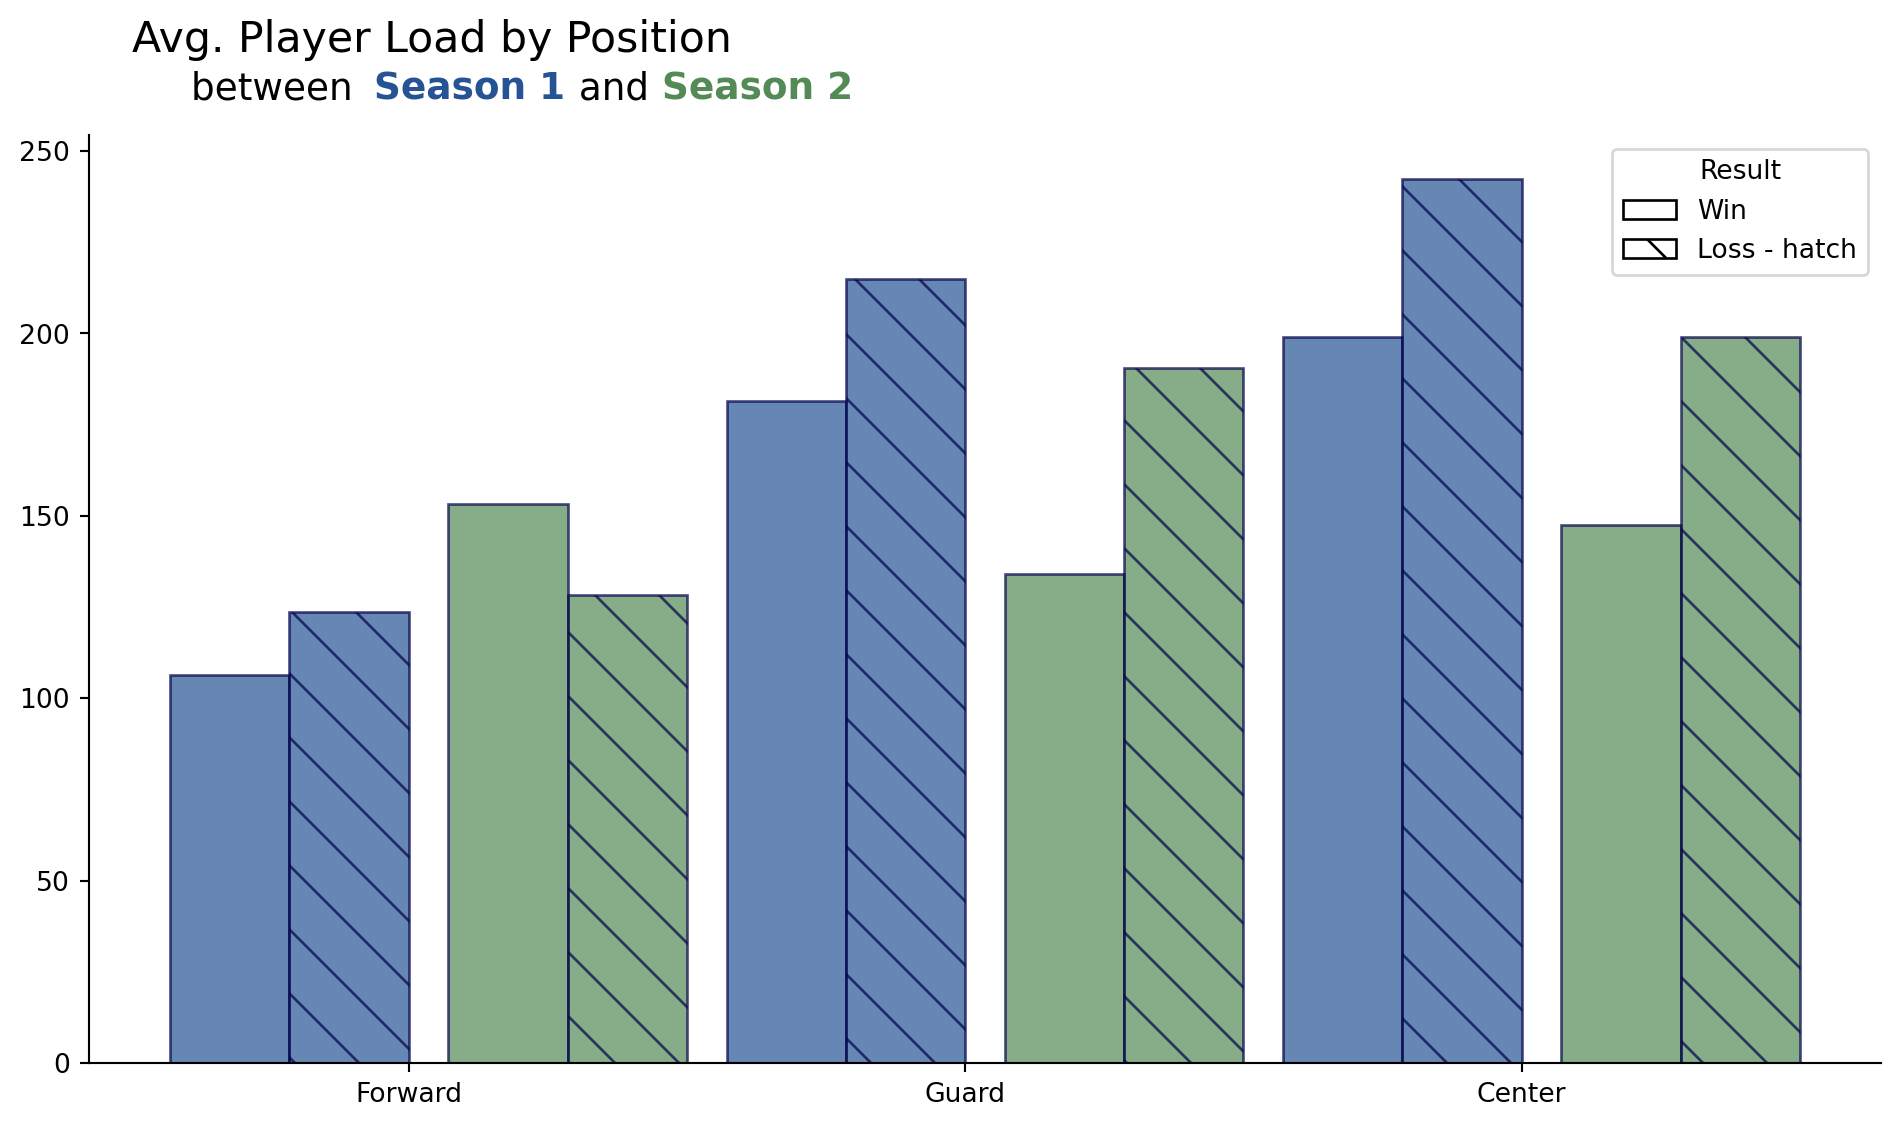 Avg. Player Load by Position
between Season 1 and Season 2
250
200
150
100
50
0
Result
Win
Loss - hatch
Forward
Guard
Center